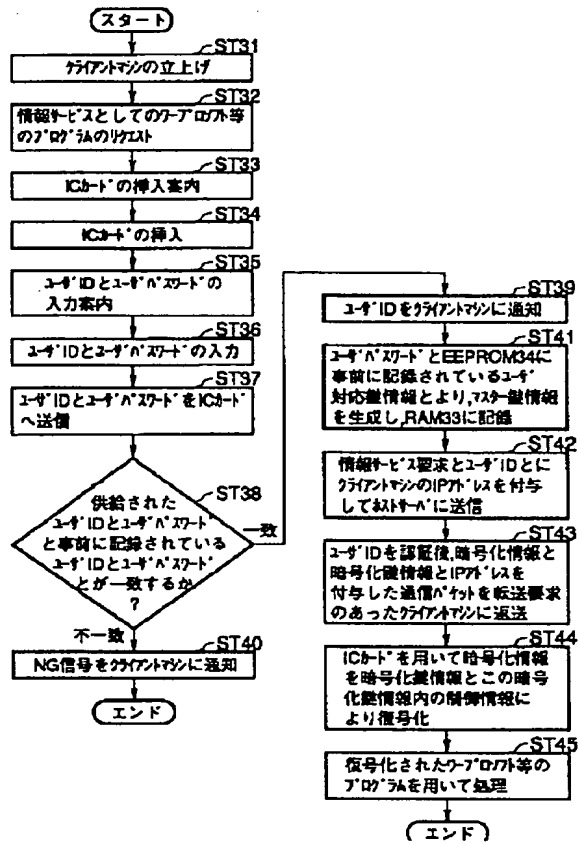 スタート
ST31
クライアントマシンの立上げ
ST32
情報サービスとしてのワープロソフト等
のプログラムのリクエスト
ST33
ICカードの挿入案内
ST34
ICカードの挿入
ST35
ユーザIDとユーザパスワードの
入力案内
ST36
ユーザIDとユーザパスワードの入力
ST37
ユーザIDとユーザパスワードをICカード
へ送信
ST38
供給された
ユーザIDとユーザパスワード
と事前に記録されている
ユーザIDとユーザパスワード
とが一致するか
?
一致
不一致
ST40
NG信号をクライアントマシンに通知
エンド
ST39
ユーザIDをクライアントマシンに通知
ST41
ユーザパスワードとEEPROM34に
事前に記録されているユーザ
対応鍵情報とより,マスター鍵情報
を生成し,RAM33に記録
ST42
情報サービス要求とユーザIDとに
クライアントマシンのIPアドレスを付与
してホストサーバに送信
ST43
ユーザIDを認証後,暗号化情報と
暗号化鍵情報とIPアドレスを
付与した通信パケットを転送要求
のあったクライアントマシンに返送
ST44
ICカードを用いて暗号化情報
を暗号化鍵情報とこの暗号
化鍵情報内の制御情報に
より復号化
ST45
復号化されたワープロソフト等の
プログラムを用いて処理
エンド